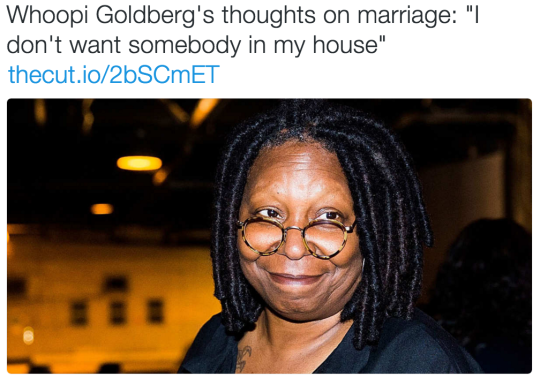 Whoopi Goldberg's thoughts on marriage: "I
don't want somebody in my house"
thecut.io/2bSCmET